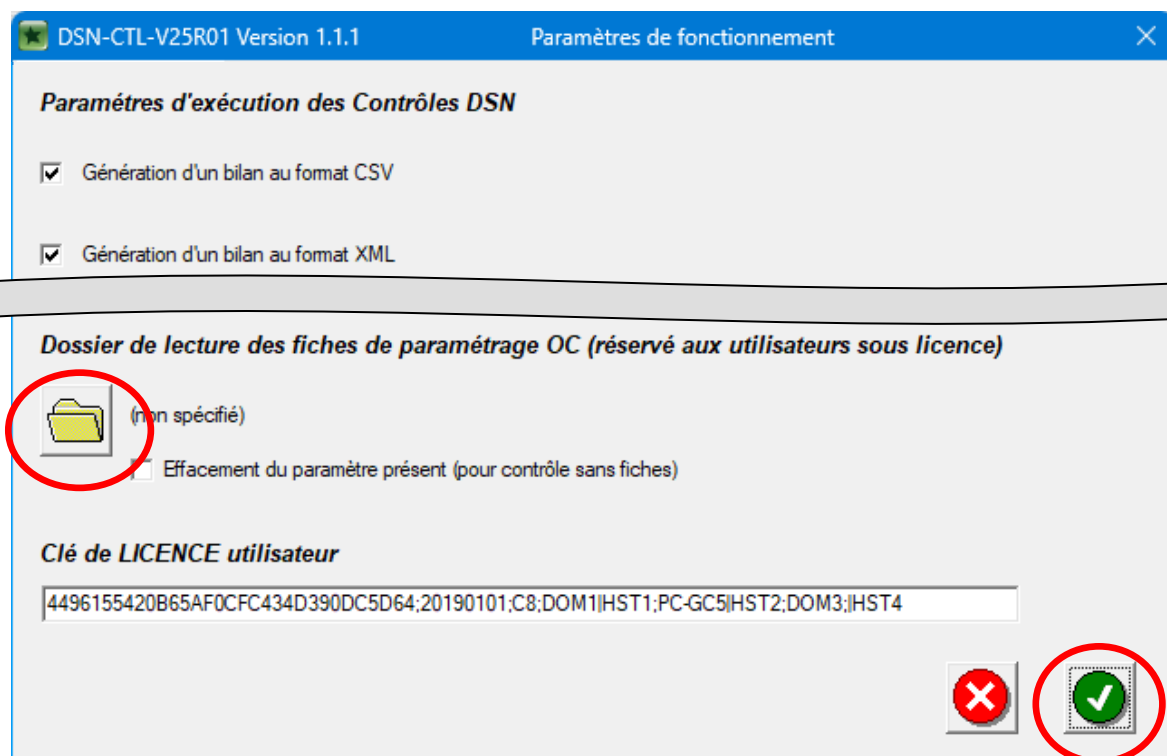 DSN-CTL-V25R01 Version 1.1.1 Paramètres de fonctionnement
Paramétres d'exécution des Contrôles DSN
Génération d'un bilan au format CSV
Génération d'un bilan au format XML
Dossier de lecture des fiches de paramétrage OC (réservé aux utilisateurs sous licence)
(non spécifié)
Effacement du paramètre présent (pour contrôle sans fiches)
Clé de LICENCE utilisateur
4496155420B65AF0CFC434D390DC5D64;20190101;C8;DOM1||HST1;PC-GC5||HST2;DOM3;||HST4